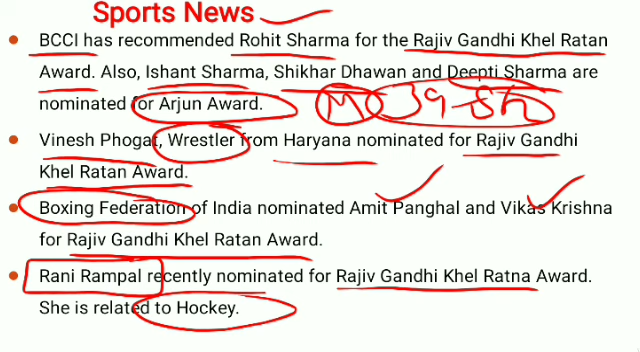 Sports News
BCCI has recommended Rohit Sharma for the Rajiv Gandhi Khel Ratan
Award. Also, Ishant Sharma, Shikhar Dhawan and Deepti Sharma are
nominated for Arjun Award.
Vinesh Phogat, Wrestler from Haryana nominated for Rajiv Gandhi
Khel Ratan Award.
Boxing Federation of India nominated Amit Panghal and Vikas Krishna
for Rajiv Gandhi Khel Ratan Award.
Rani Rampal recently nominated for Rajiv Gandhi Khel Ratna Award.
She is related to Hockey.